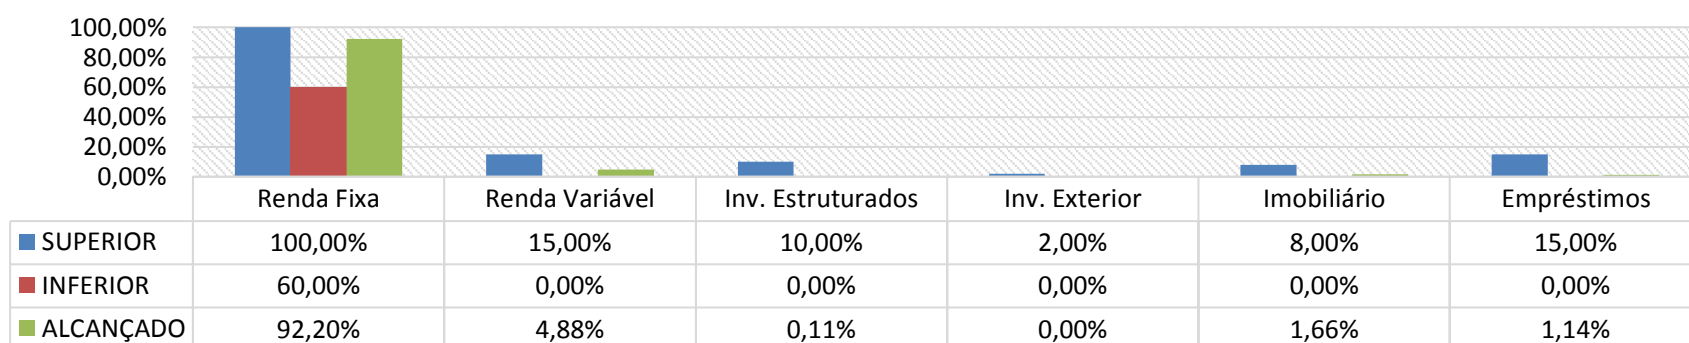 100,00%
80,00%
60,00%
40,00%
20,00%
0,00%
Renda Fixa Renda Variável Inv. Estruturados Inv. Exterior Imobiliário Empréstimos
SUPERIOR 100,00% 15,00% 10,00% 2,00% 8,00% 15,00%
INFERIOR 60,00% 0,00% 0,00% 0,00% 0,00% 0,00%
ALCANÇADO 92,20% 4,88% 0,11% 0,00% 1,66% 1,14%